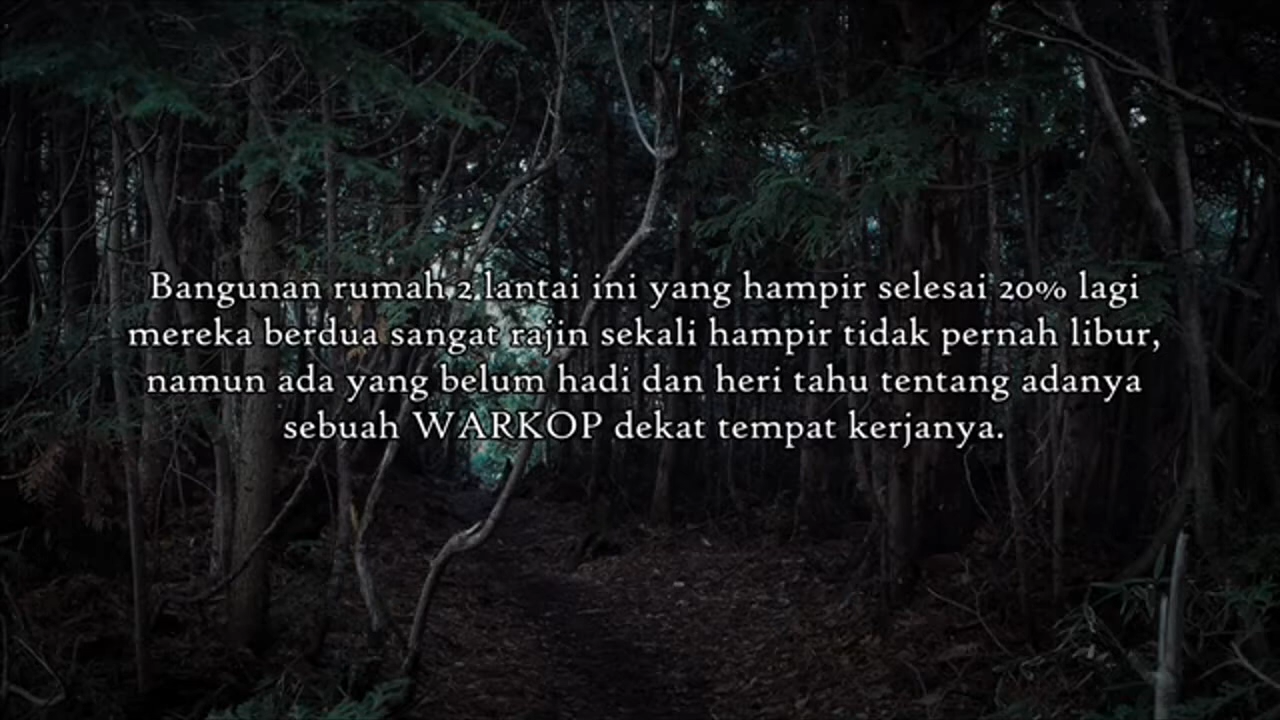 Bangunan rumah 2 lantai ini yang hampir selesai 20% lagi
mereka berdua sangat rajin sekali hampir tidak pernah libur,
namun ada yang belum hadi dan heri tahu tentang adanya
sebuah WARKOP dekat tempat kerjanya.